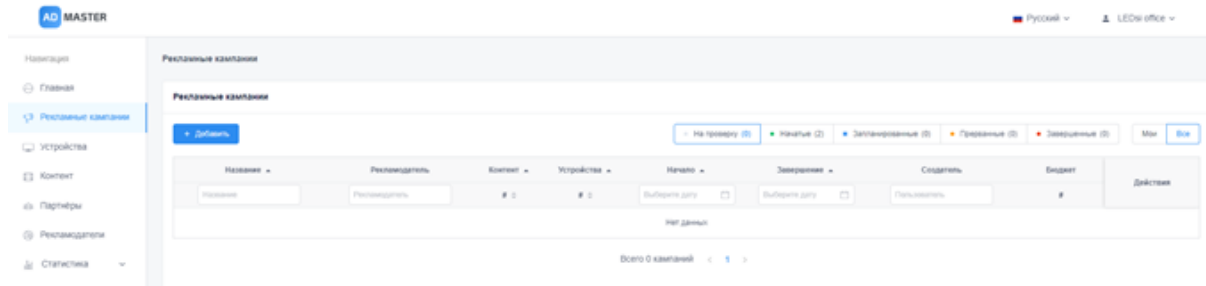 AD MASTER
Русский
LEDsi office
Навигация
Главная
Рекламные кампании
Устройства
Контент
Партнёры
Рекламодатели
Статистика
Рекламные кампании
Рекламные кампании
+ Добавить
На проверку (0) Начатые (2) Запланированные (0) Прерванные (0) Завершенные (0) Мои Все
Название Рекламодатель Контент Устройства Начало Завершение Создатель Бюджет Действия
Название Рекламодатель # # Выберите дату Выберите дату Пользователь #
Нет данных
Всего 0 кампаний < 1 >